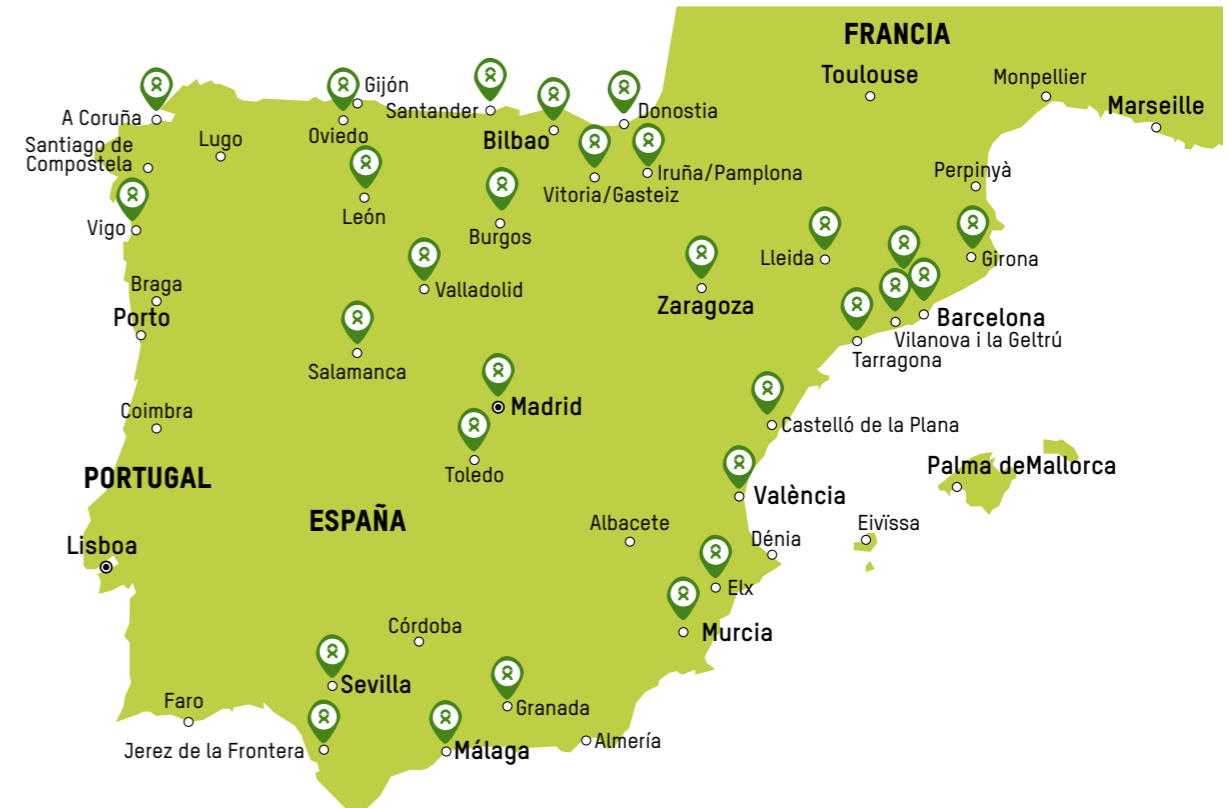 FRANCIA
Toulouse
Monpellier
Marseille
Gijón
Santander
Donostia
A Coruña
Lugo
Oviedo
Bilbao
Santiago de
Compostela
Iruña/Pamplona
Perpinyà
Vitoria/Gasteiz
León
Vigo
Burgos
Lleida
Girona
Braga
Valladolid
Porto
Zaragoza
Barcelona
Vilanova i la Geltrú
Tarragona
Salamanca
Coimbra
Madrid
Castelló de la Plana
PORTUGAL
Toledo
Palma deMallorca
València
ESPAÑA
Albacete
Eivïssa
Lisboa
Dénia
Elx
Córdoba
Murcia
Sevilla
Faro
Granada
Jerez de la Frontera
Málaga
Almería